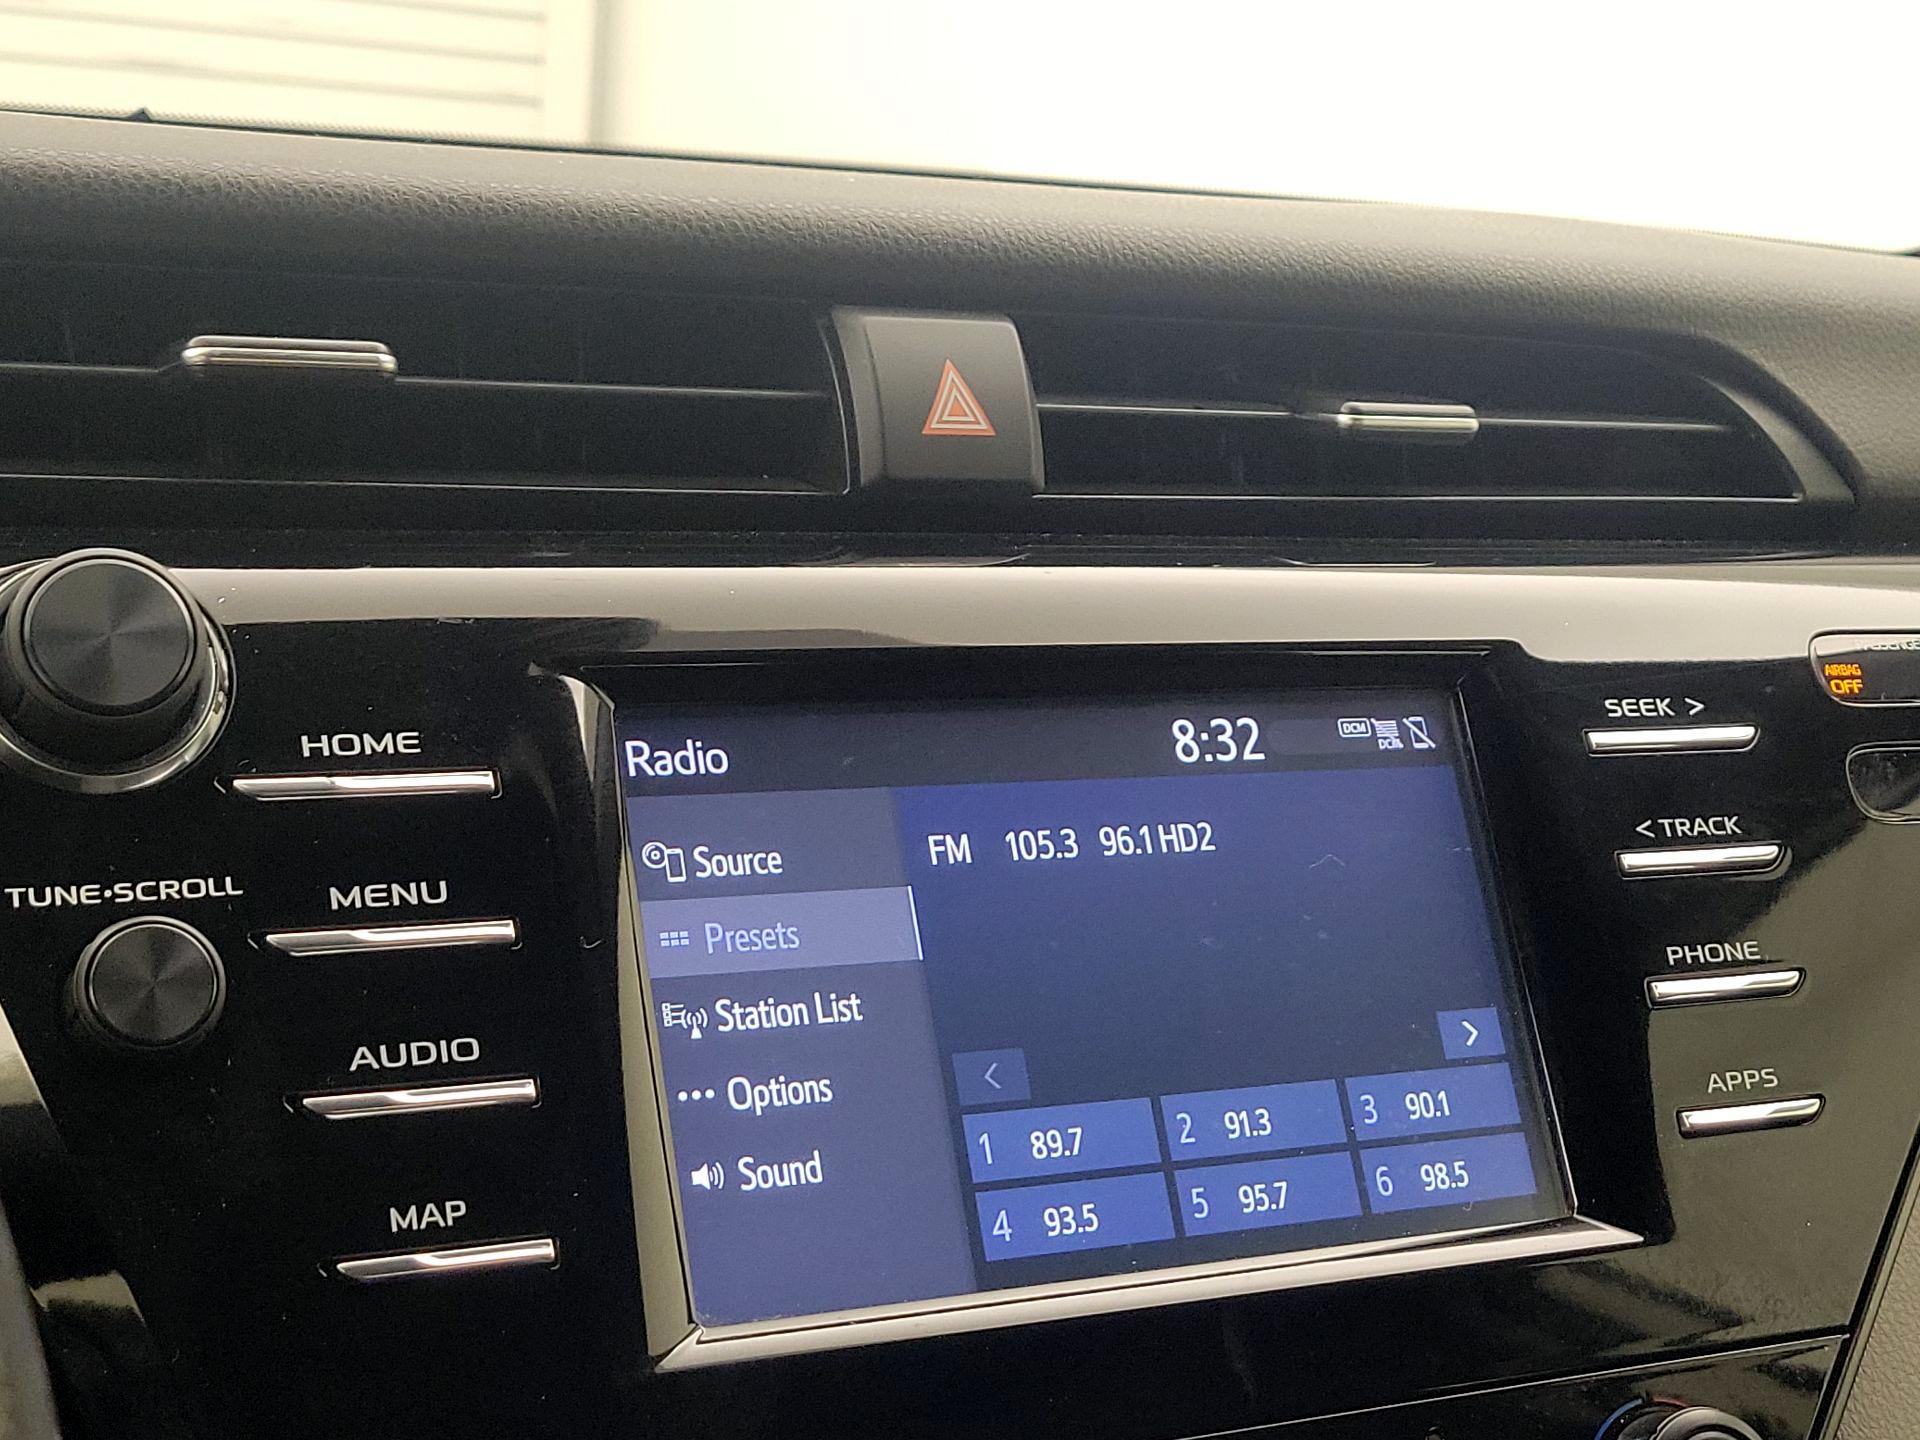 AIRBAG
OFF
SEEK >
HOME
Radio
8:32
DCM
DCM
< TRACK
TUNE•SCROLL
MENU
Source
FM 105.3 96.1 HD2
Presets
PHONE
Station List
>
AUDIO
Options
<
APPS
1 89.7
2 91.3
3 90.1
Sound
4 93.5
5 95.7
6 98.5
MAP